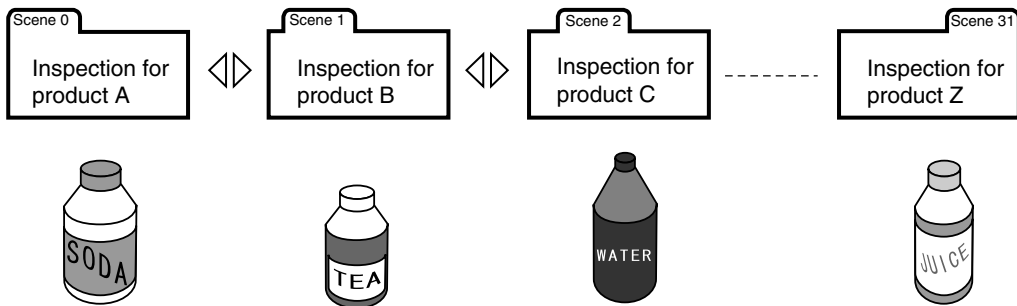 Scene 0
Scene 1
Scene 2
Scene 31
Inspection for
product A
Inspection for
product B
Inspection for
product C
Inspection for
product Z
SODA
TEA
WATER
JUICE